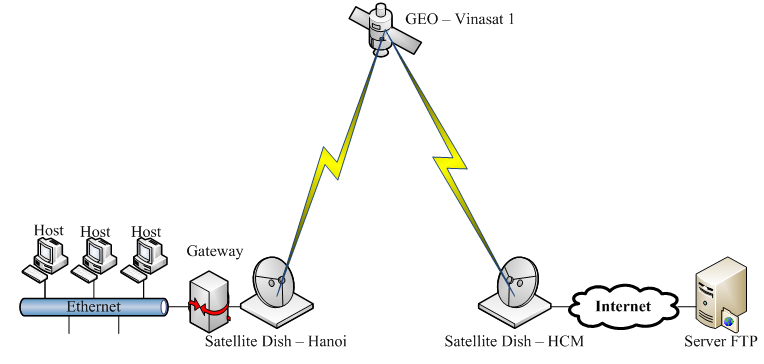 GEO – Vinasat 1
Host
Host
Host
Gateway
Ethernet
Internet
Satellite Dish – Hanoi
Satellite Dish – HCM
Server FTP